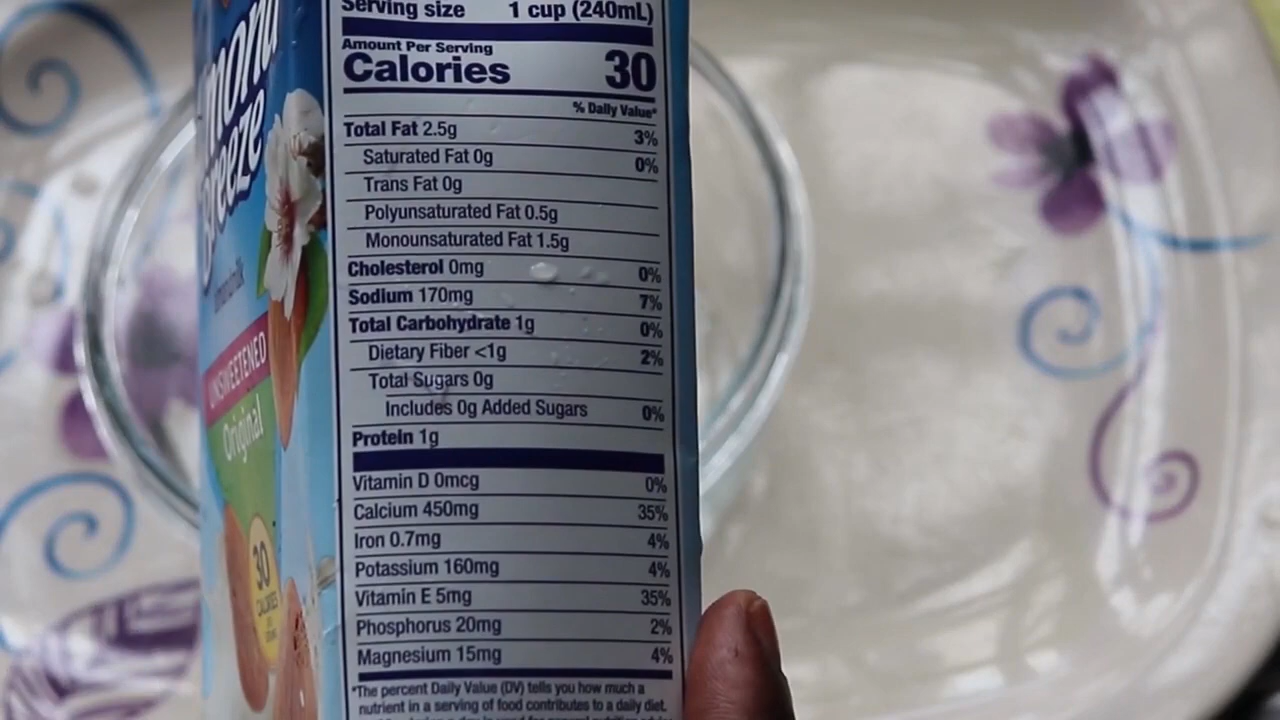 Serving size 1 cup (240mL)
Amount Per Serving
Calories 30
% Daily Value*
Total Fat 2.5g 3%
Saturated Fat 0g 0%
Trans Fat 0g
Polyunsaturated Fat 0.5g
Monounsaturated Fat 1.5g
Cholesterol 0mg 0%
Sodium 170mg 7%
Total Carbohydrate 1g 0%
Dietary Fiber <1g 2%
Total Sugars 0g
Includes 0g Added Sugars 0%
Protein 1g
Vitamin D 0mcg 0%
Calcium 450mg 35%
Iron 0.7mg 4%
Potassium 160mg 4%
Vitamin E 5mg 35%
Phosphorus 20mg 2%
Magnesium 15mg 4%
*The percent Daily Value (DV) tells you how much a
nutrient in a serving of food contributes to a daily diet.
mond
Breeze
almondmilk
UNSWEETENED
Original
30
CALORIES